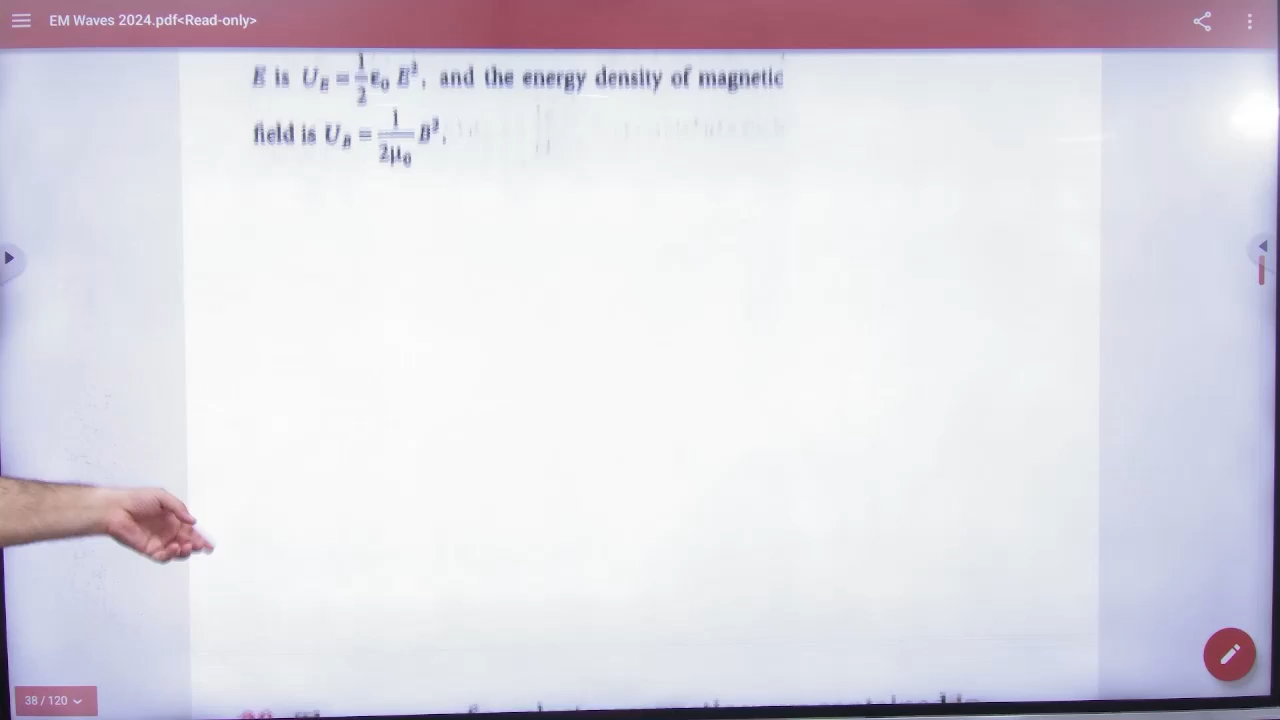 EM Waves 2024.pdf<Read-only>
E is U_E = 1/2 ε₀ E², and the energy density of magnetic
field is U_B = 1/2μ₀ B².
38 / 120